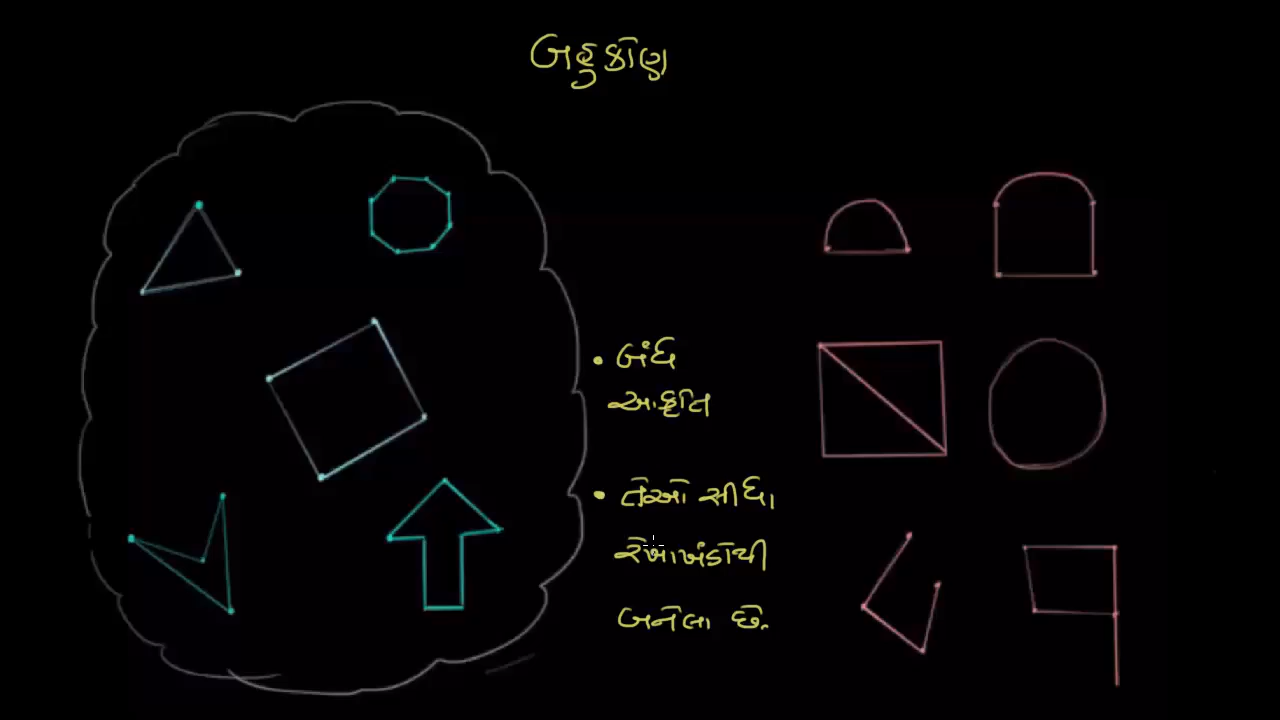 બહુકોણ
• બંધ
આકૃતિ
• તેઓ સીધા
રેખાખંડોથી
બનેલા છે.